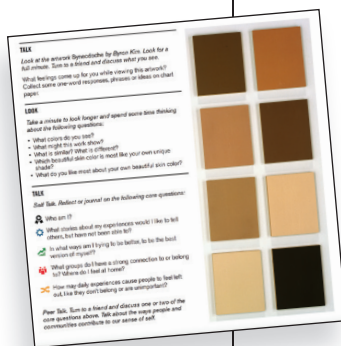 TALK
Look at the artwork Synecdoche by Byron Kim. Look for a
full minute. Turn to a friend and discuss what you see.
What feelings come up for you while viewing this artwork?
Collect some one-word responses, phrases or ideas on chart
paper.
LOOK
Take a minute to look longer and spend some time thinking
about the following questions:
• What colors do you see?
• What might this work show?
• What is similar? What is different?
• Which beautiful skin color is most like your own unique
shade?
• What do you like most about your own beautiful skin color?
TALK
Self Talk. Reflect or journal on the following core questions:
Who am I?
What stories about my experiences would I like to tell
others, but have not been able to?
In what ways am I trying to be better, to be the best
version of myself?
What groups do I have a strong connection to or belong
to? Where do I feel at home?
How may daily experiences cause people to feel left
out, like they don't belong or are unimportant?
Peer Talk. Turn to a friend and discuss one or two of the
core questions above. Talk about the ways people and
communities contribute to our sense of self.